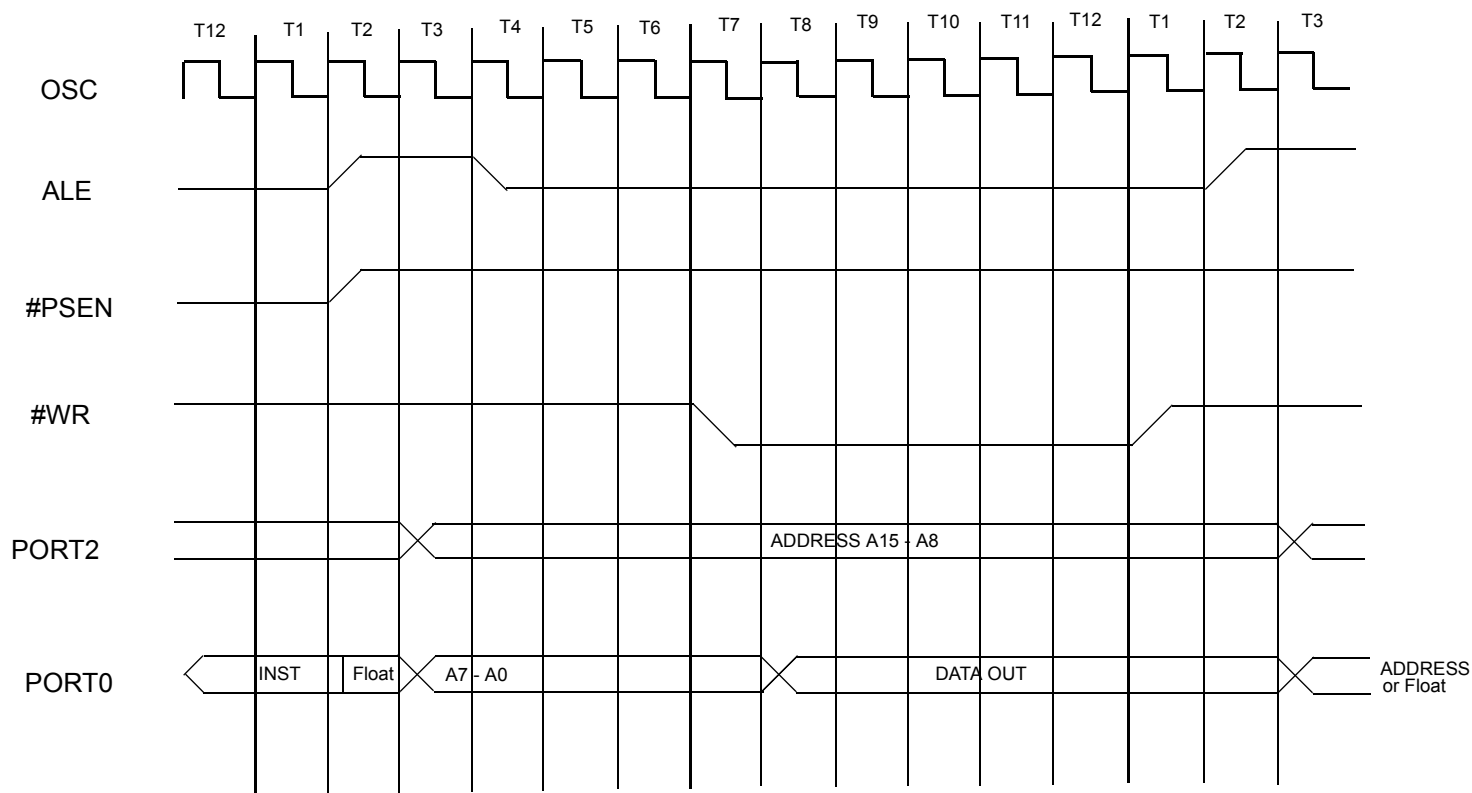 T12 T1 T2 T3 T4 T5 T6 T7 T8 T9 T10 T11 T12 T1 T2 T3
OSC
ALE
#PSEN
#WR
PORT2
ADDRESS A15 - A8
PORT0
INST
Float
A7 - A0
DATA OUT
ADDRESS
or Float